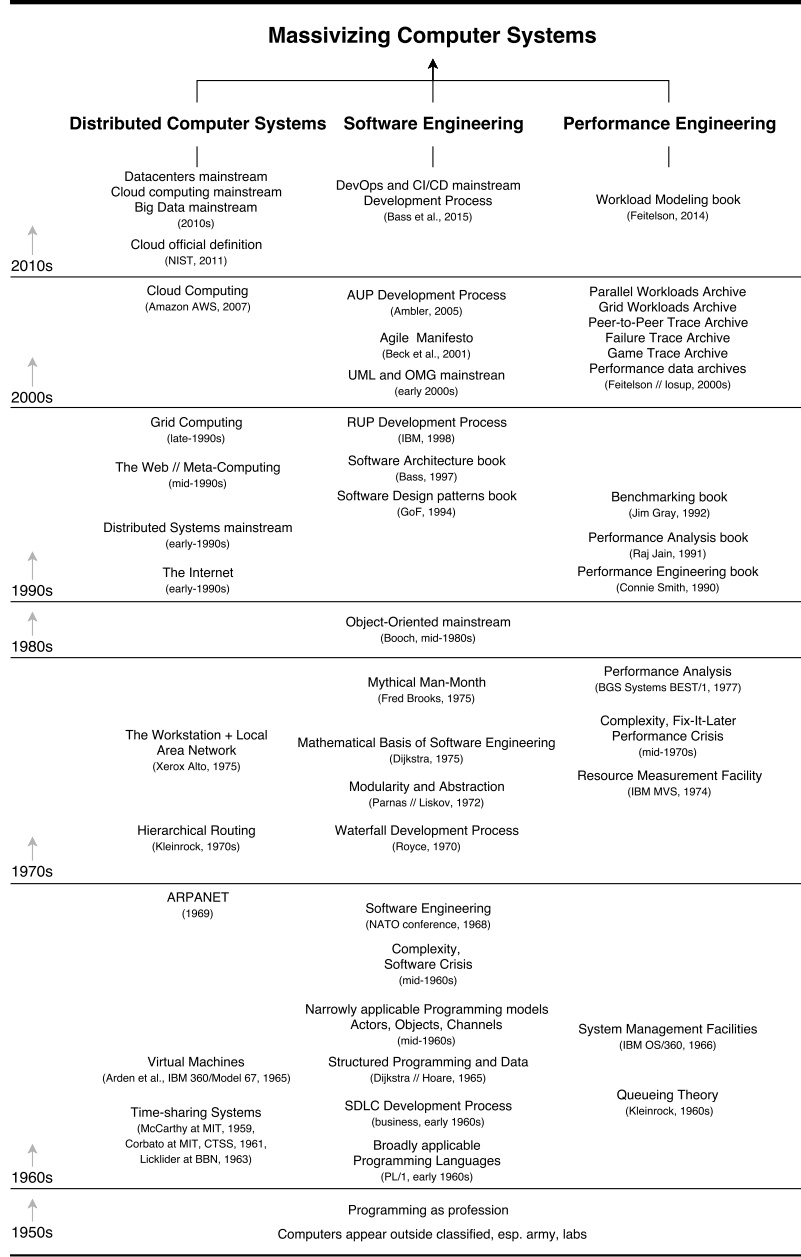 Massivizing Computer Systems
Distributed Computer Systems
Software Engineering
Performance Engineering
Datacenters mainstream
Cloud computing mainstream
Big Data mainstream
(2010s)
Cloud official definition
(NIST, 2011)
DevOps and CI/CD mainstream
Development Process
(Bass et al., 2015)
Workload Modeling book
(Feitelson, 2014)
2010s
Cloud Computing
(Amazon AWS, 2007)
AUP Development Process
(Ambler, 2005)
Agile Manifesto
(Beck et al., 2001)
UML and OMG mainstrean
(early 2000s)
Parallel Workloads Archive
Grid Workloads Archive
Peer-to-Peer Trace Archive
Failure Trace Archive
Game Trace Archive
Performance data archives
(Feitelson // Iosup, 2000s)
2000s
Grid Computing
(late-1990s)
The Web // Meta-Computing
(mid-1990s)
Distributed Systems mainstream
(early-1990s)
The Internet
(early-1990s)
RUP Development Process
(IBM, 1998)
Software Architecture book
(Bass, 1997)
Software Design patterns book
(GoF, 1994)
Benchmarking book
(Jim Gray, 1992)
Performance Analysis book
(Raj Jain, 1991)
Performance Engineering book
(Connie Smith, 1990)
1990s
Object-Oriented mainstream
(Booch, mid-1980s)
1980s
The Workstation + Local
Area Network
(Xerox Alto, 1975)
Hierarchical Routing
(Kleinrock, 1970s)
Mythical Man-Month
(Fred Brooks, 1975)
Mathematical Basis of Software Engineering
(Dijkstra, 1975)
Modularity and Abstraction
(Parnas // Liskov, 1972)
Waterfall Development Process
(Royce, 1970)
Performance Analysis
(BGS Systems BEST/1, 1977)
Complexity, Fix-It-Later
Performance Crisis
(mid-1970s)
Resource Measurement Facility
(IBM MVS, 1974)
1970s
ARPANET
(1969)
Virtual Machines
(Arden et al., IBM 360/Model 67, 1965)
Time-sharing Systems
(McCarthy at MIT, 1959,
Corbato at MIT, CTSS, 1961,
Licklider at BBN, 1963)
Software Engineering
(NATO conference, 1968)
Complexity,
Software Crisis
(mid-1960s)
Narrowly applicable Programming models
Actors, Objects, Channels
(mid-1960s)
Structured Programming and Data
(Dijkstra // Hoare, 1965)
SDLC Development Process
(business, early 1960s)
Broadly applicable
Programming Languages
(PL/1, early 1960s)
System Management Facilities
(IBM OS/360, 1966)
Queueing Theory
(Kleinrock, 1960s)
1960s
Programming as profession
Computers appear outside classified, esp. army, labs
1950s